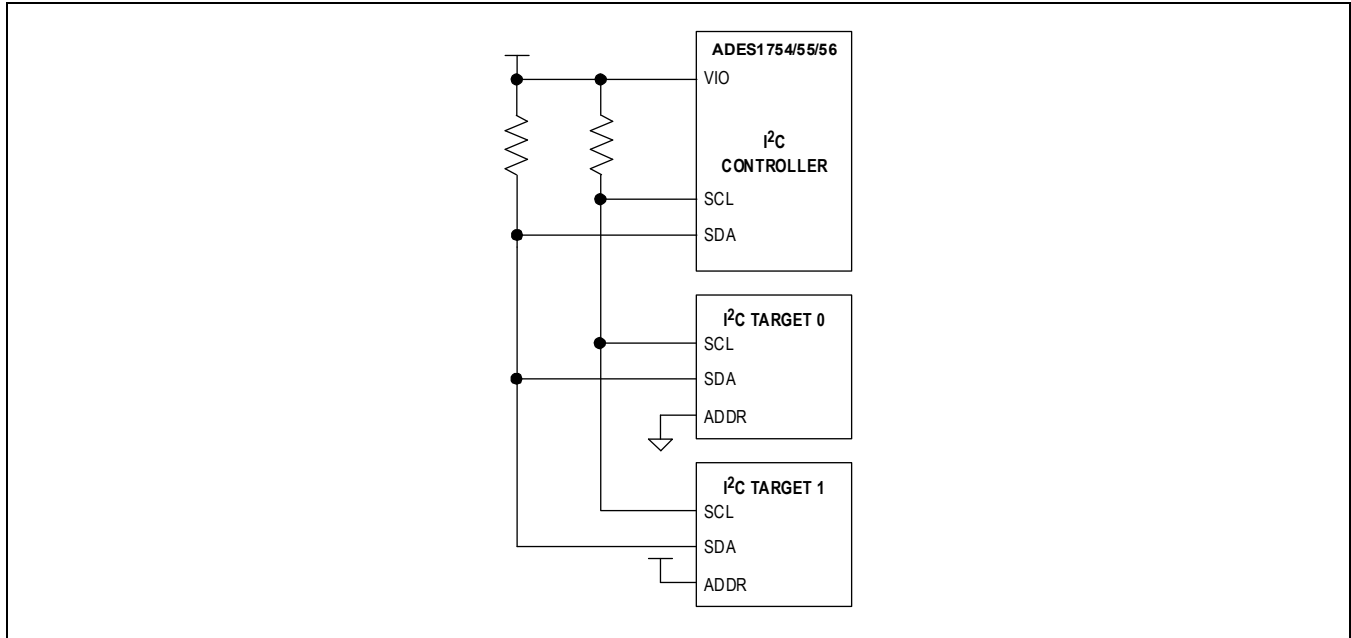 ADES1754/55/56
VIO
I²C
CONTROLLER
SCL
SDA
I²C TARGET 0
SCL
SDA
ADDR
I²C TARGET 1
SCL
SDA
ADDR